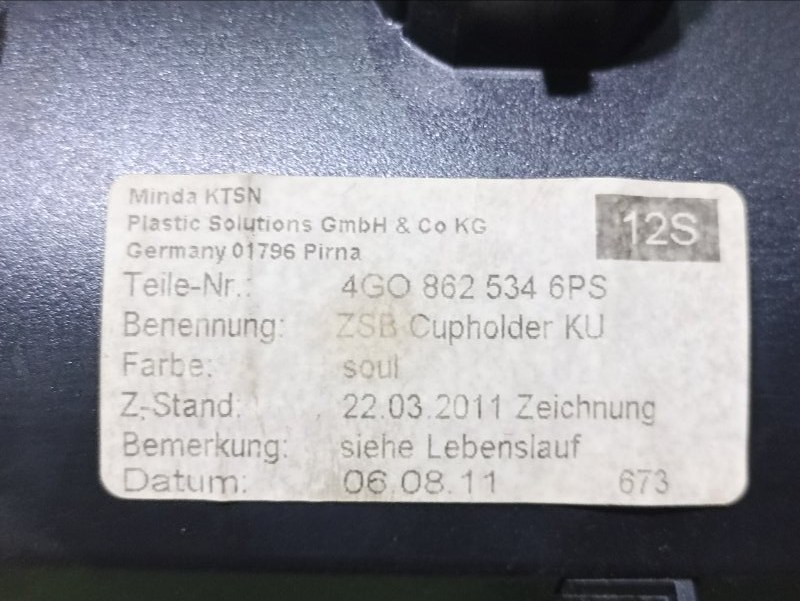 Minda KTSN
Plastic Solutions GmbH & Co KG
Germany 01796 Pirna
12S
Teile-Nr.: 4GO 862 534 6PS
Benennung: ZSB Cupholder KU
Farbe: soul
Z-Stand: 22.03.2011 Zeichnung
Bemerkung: siehe Lebenslauf
Datum: 06.08.11 673